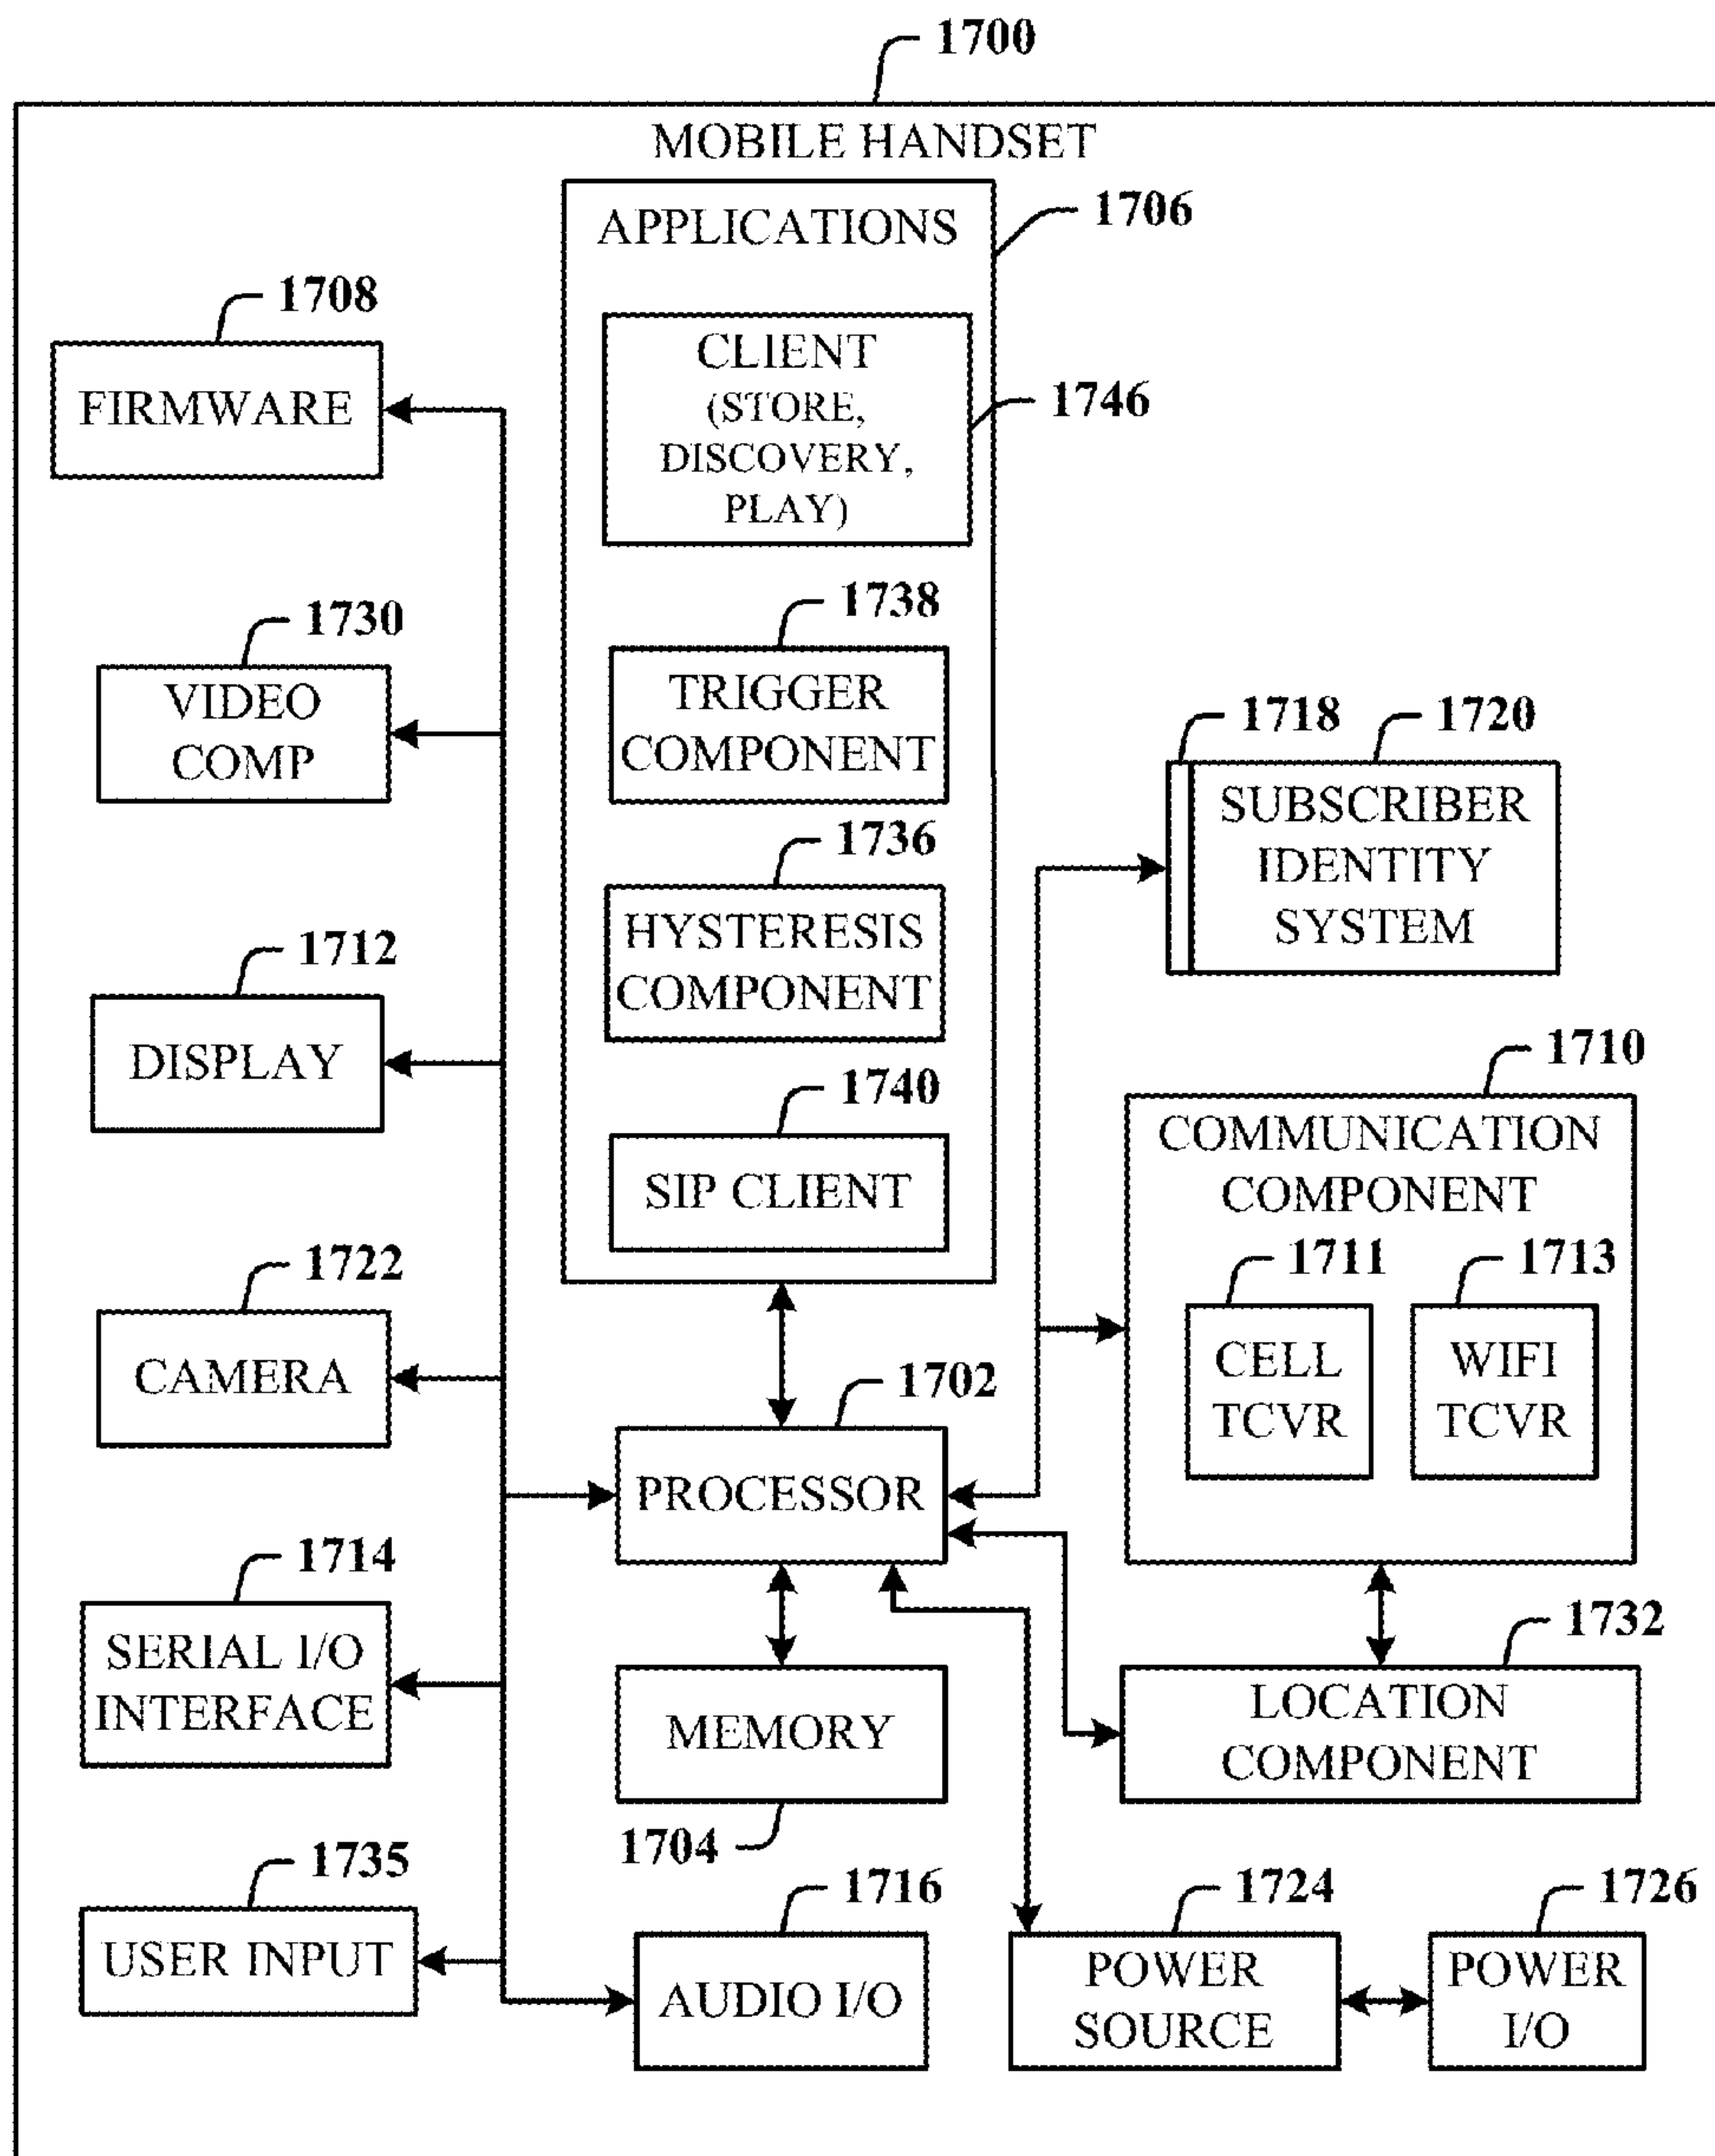 1700
MOBILE HANDSET
1706
APPLICATIONS
1708
FIRMWARE
CLIENT
(STORE,
DISCOVERY,
PLAY)
1746
1730
VIDEO
COMP
1738
TRIGGER
COMPONENT
1718
1720
SUBSCRIBER
IDENTITY
SYSTEM
1736
HYSTERESIS
COMPONENT
1712
DISPLAY
1740
SIP CLIENT
1710
COMMUNICATION
COMPONENT
1711
CELL
TCVR
1713
WIFI
TCVR
1722
CAMERA
1702
PROCESSOR
1714
SERIAL I/O
INTERFACE
MEMORY
1704
1732
LOCATION
COMPONENT
1735
USER INPUT
1716
AUDIO I/O
1724
POWER
SOURCE
1726
POWER
I/O